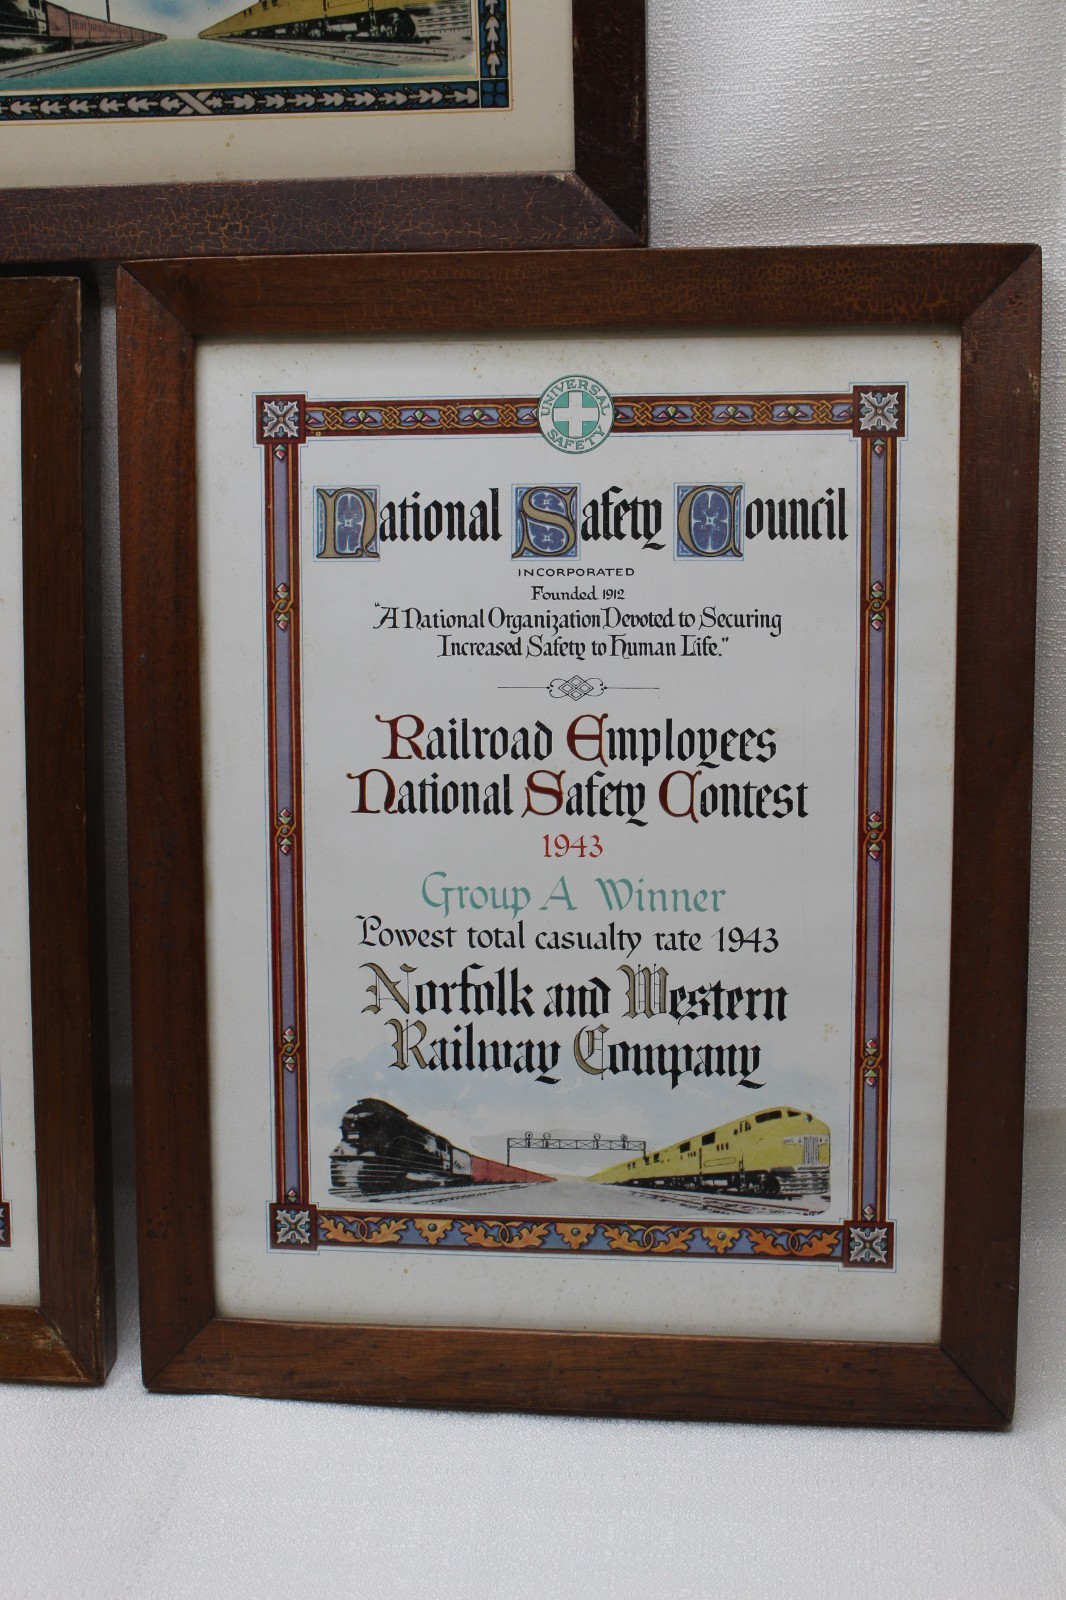 UNIVERSAL
SAFETY
National Safety Council
INCORPORATED
Founded 1912
"A National Organization Devoted to Securing
Increased Safety to Human Life."
Railroad Employees
National Safety Contest
1943
Group A Winner
Lowest total casualty rate 1943
Norfolk and Western
Railway Company